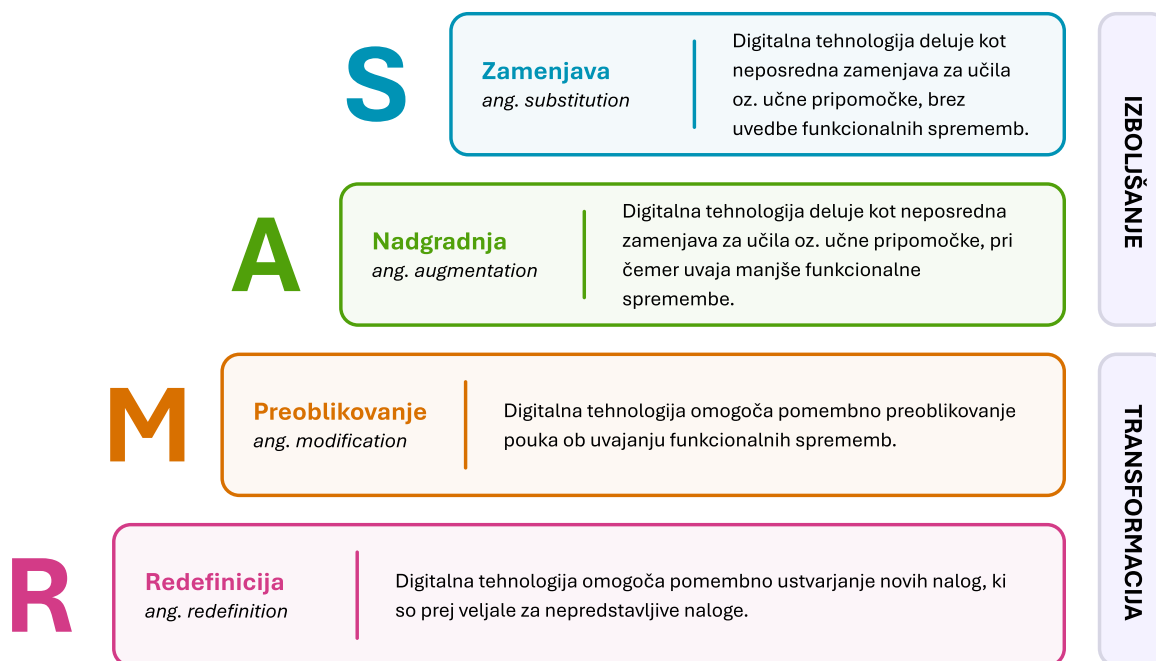 S
Zamenjava
ang. substitution
Digitalna tehnologija deluje kot
neposredna zamenjava za učila
oz. učne pripomočke, brez
uvedbe funkcionalnih sprememb.
A
Nadgradnja
ang. augmentation
Digitalna tehnologija deluje kot neposredna
zamenjava za učila oz. učne pripomočke, pri
čemer uvaja manjše funkcionalne
spremembe.
IZBOLJŠANJE
M
Preoblikovanje
ang. modification
Digitalna tehnologija omogoča pomembno preoblikovanje
pouka ob uvajanju funkcionalnih sprememb.
R
Redefinicija
ang. redefinition
Digitalna tehnologija omogoča pomembno ustvarjanje novih nalog, ki
so prej veljale za nepredstavljive naloge.
TRANSFORMACIJA